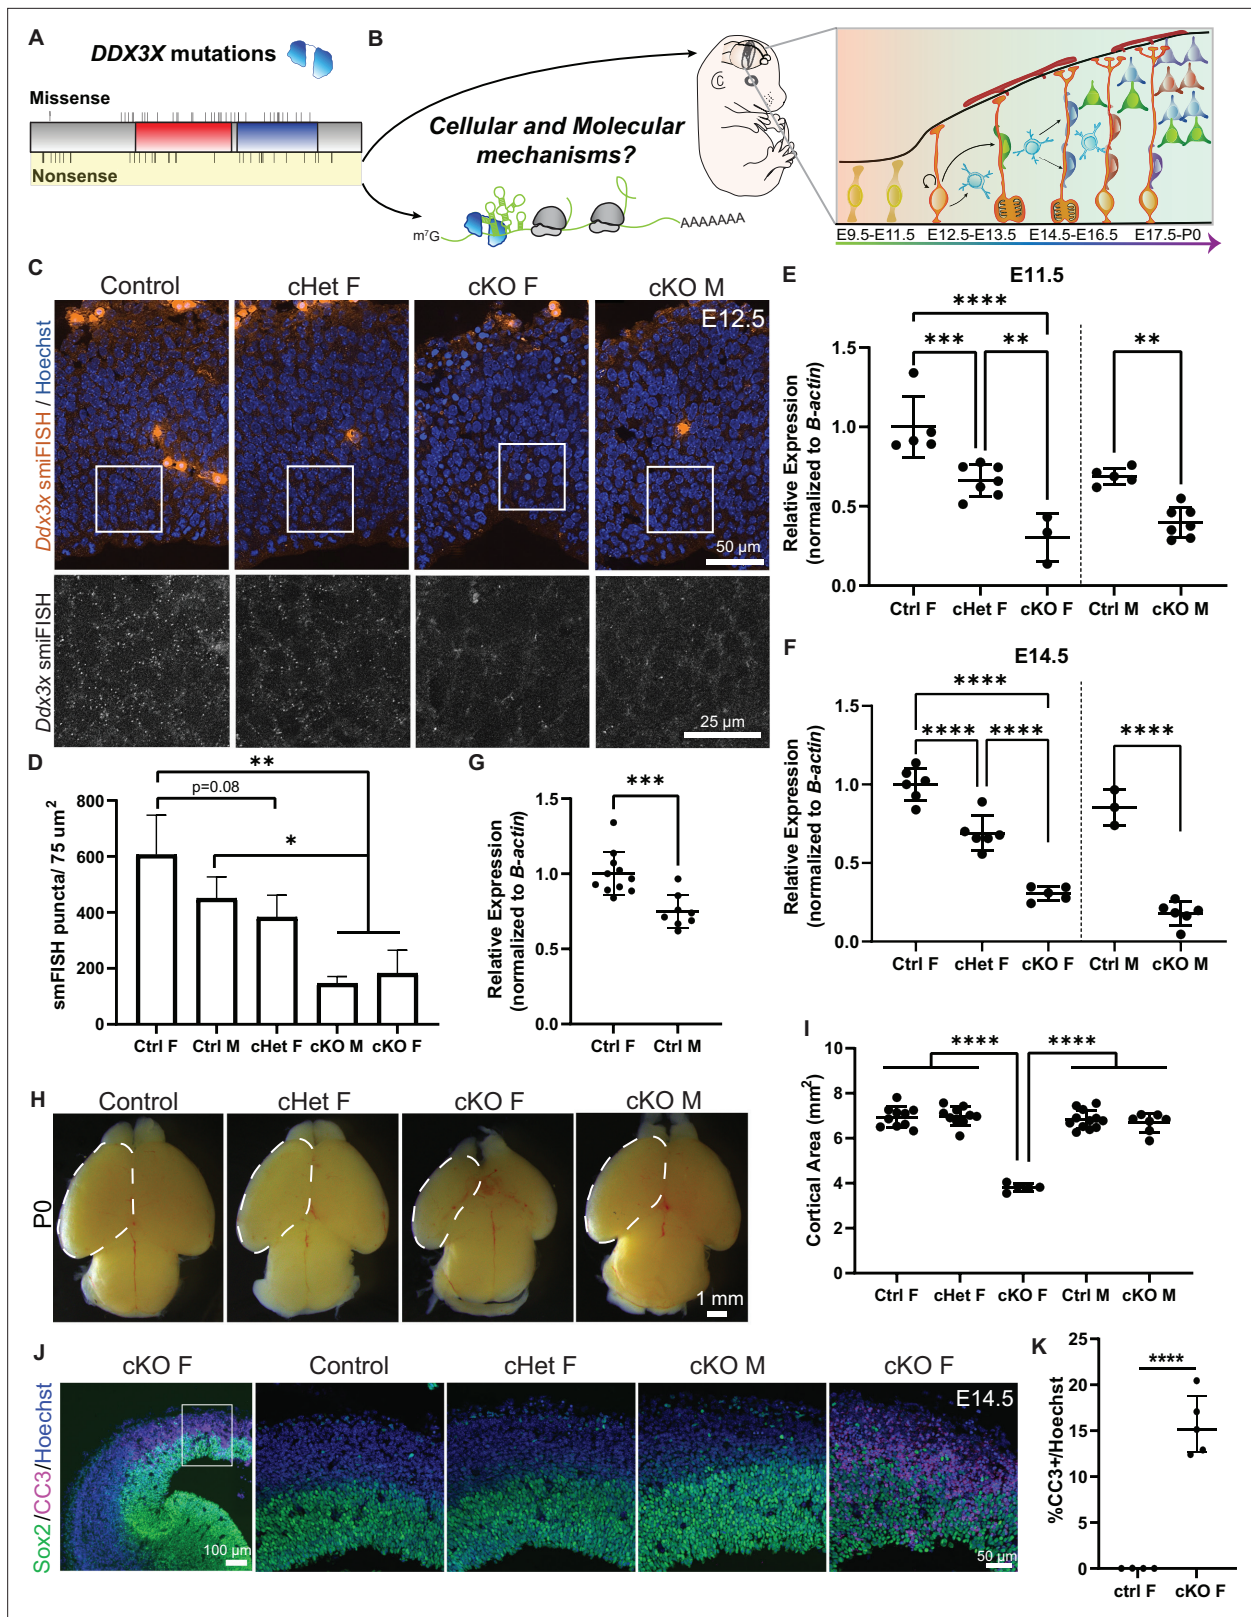 A
DDX3X mutations
Missense
Nonsense
B
Cellular and Molecular
mechanisms?
m⁷G
AAAAAAA
E9.5-E11.5 E12.5-E13.5 E14.5-E16.5 E17.5-P0
C
Control cHet F cKO F cKO M
E12.5
Ddx3x smiFISH / Hoechst
50 µm
Ddx3x smiFISH
25 µm
D
smFISH puncta/ 75 um²
**
p=0.08
*
800
600
400
200
0
Ctrl F Ctrl M cHet F cKO M cKO F
E
E11.5
Relative Expression
(normalized to B-actin)
****
*** ** **
1.5
1.0
0.5
0.0
Ctrl F cHet F cKO F Ctrl M cKO M
F
E14.5
Relative Expression
(normalized to B-actin)
****
**** **** ****
1.5
1.0
0.5
0.0
Ctrl F cHet F cKO F Ctrl M cKO M
G
Relative Expression
(normalized to B-actin)
***
1.5
1.0
0.5
0.0
Ctrl F Ctrl M
H
Control cHet F cKO F cKO M
P0
1 mm
I
Cortical Area (mm²)
**** ****
10
8
6
4
2
0
Ctrl F cHet F cKO F Ctrl M cKO M
J
cKO F Control cHet F cKO M cKO F
E14.5
Sox2/CC3/Hoechst
100 µm
50 µm
K
%CC3+/Hoechst
****
25
20
15
10
5
0
ctrl F cKO F